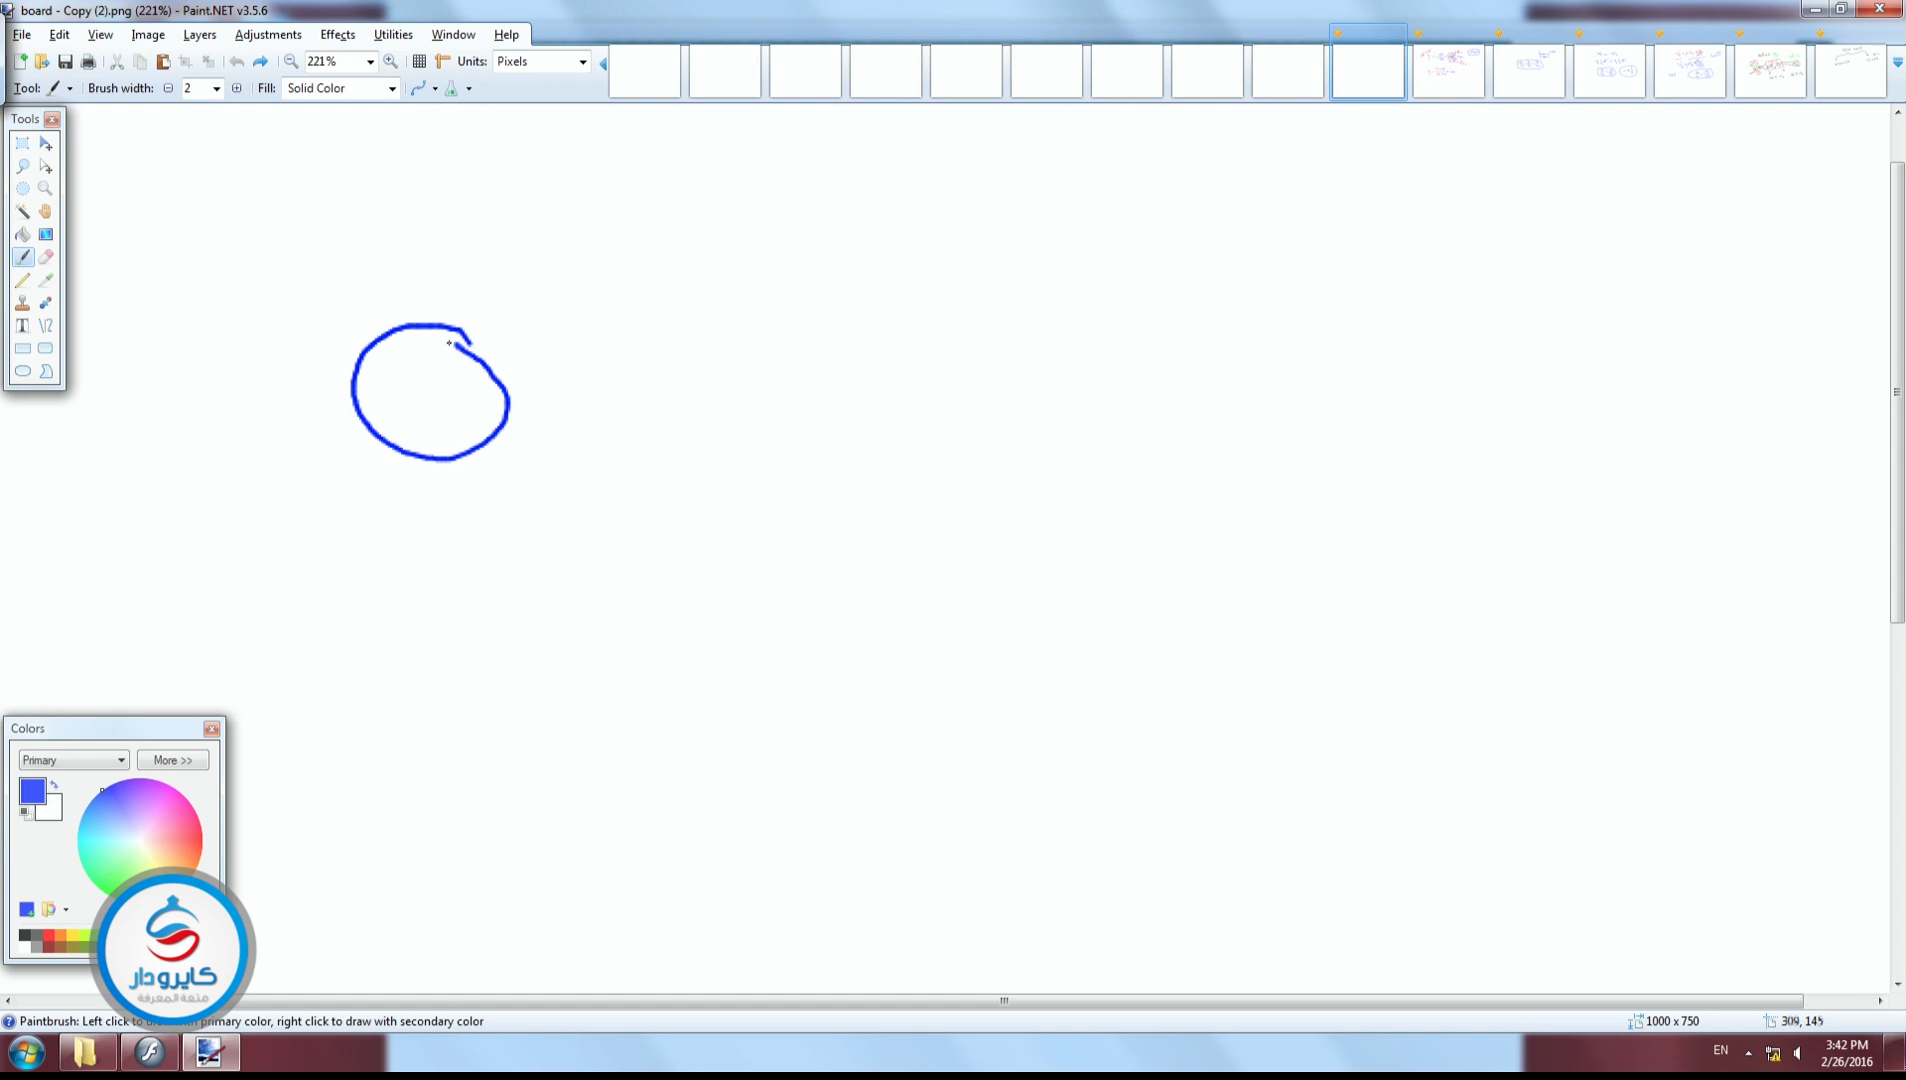 board - Copy (2).png (221%) - Paint.NET v3.5.6
File Edit View Image Layers Adjustments Effects Utilities Window Help
221% Units: Pixels
Tool: Brush width: 2 Fill: Solid Color
Tools
Colors
Primary More >>
كايرودار
متعة المعرفة
Paintbrush: Left click to primary color, right click to draw with secondary color
1000 x 750
309, 145
EN
3:42 PM
2/26/2016